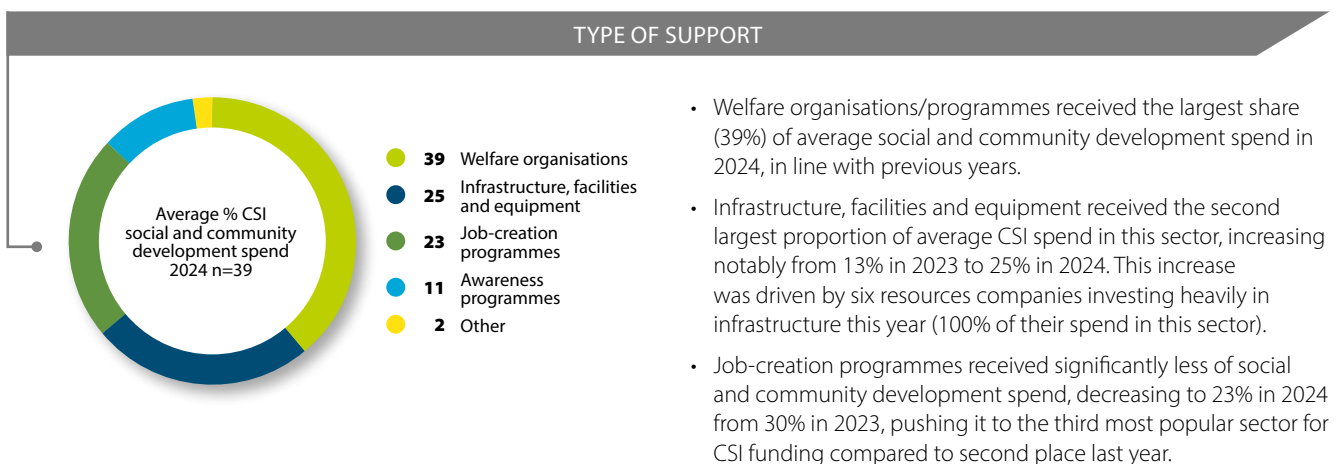 TYPE OF SUPPORT
Average % CSI
social and community
development spend
2024 n=39
39 Welfare organisations
25 Infrastructure, facilities
and equipment
23 Job-creation
programmes
11 Awareness
programmes
2 Other
• Welfare organisations/programmes received the largest share
(39%) of average social and community development spend in
2024, in line with previous years.
• Infrastructure, facilities and equipment received the second
largest proportion of average CSI spend in this sector, increasing
notably from 13% in 2023 to 25% in 2024. This increase
was driven by six resources companies investing heavily in
infrastructure this year (100% of their spend in this sector).
• Job-creation programmes received significantly less of social
and community development spend, decreasing to 23% in 2024
from 30% in 2023, pushing it to the third most popular sector for
CSI funding compared to second place last year.